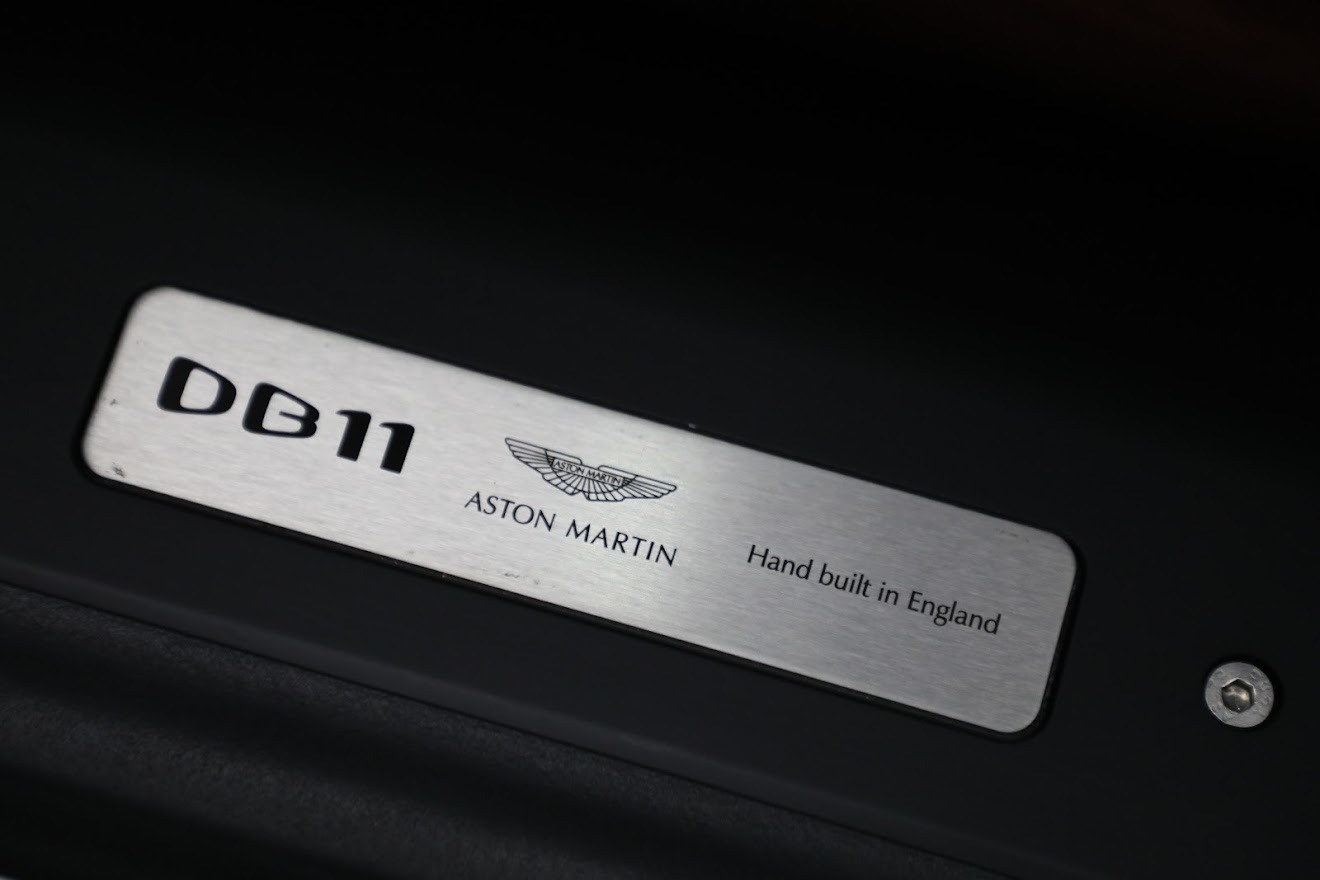 DB11
ASTON MARTIN
ASTON MARTIN
Hand built in England